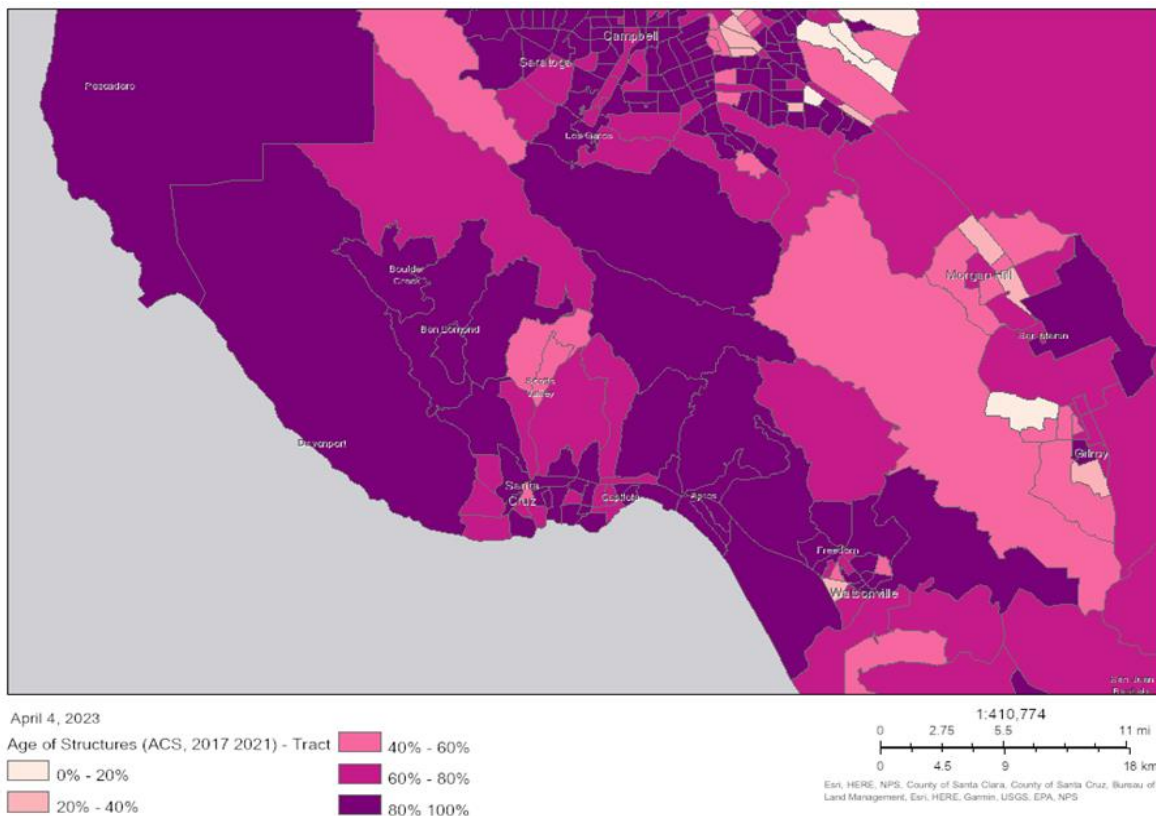 Campbell
Saratoga
Pescadero
Los Gatos
Boulder
Creek
Morgan Hill
Ben Lomond
San Martin
Scotts
Valley
Davenport
Gilroy
Santa
Cruz
Capitola
Aptos
Freedom
Watsonville
San Juan
April 4, 2023
Age of Structures (ACS, 2017 2021) - Tract
0% - 20%
20% - 40%
40% - 60%
60% - 80%
80% 100%
1:410,774
0 2.75 5.5 11 mi
0 4.5 9 18 km
Esri, HERE, NPS, County of Santa Clara, County of Santa Cruz, Bureau of
Land Management, Esri, HERE, Garmin, USGS, EPA, NPS